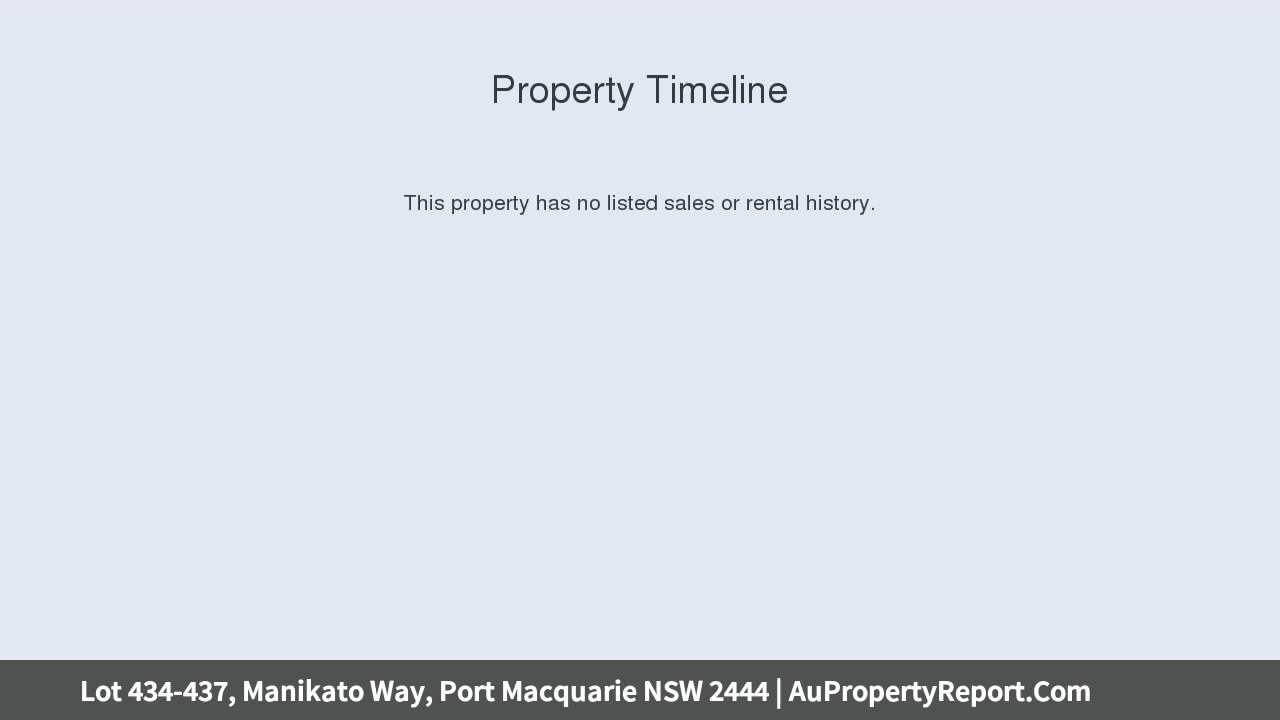 Property Timeline
This property has no listed sales or rental history.
Lot 434-437, Manikato Way, Port Macquarie NSW 2444 | AuPropertyReport.Com